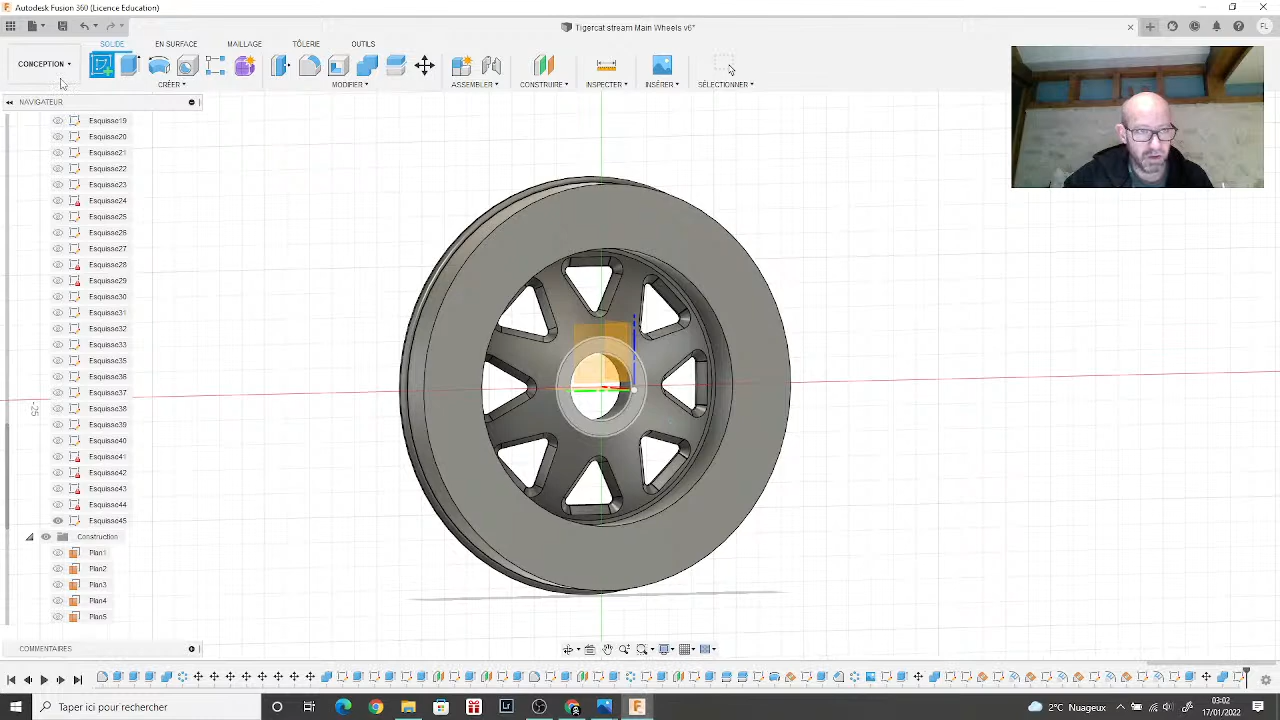 Autodesk Fusion 360 (Licence Education)
Tigercat stream Main Wheels v6*
FL
SOLIDE EN SURFACE MAILLAGE TÔLERIE OUTILS
CONCEPTION
CRÉER MODIFIER ASSEMBLER CONSTRUIRE INSPECTER INSÉRER SÉLECTIONNER
NAVIGATEUR
Esquisse19
Esquisse20
Esquisse21
Esquisse22
Esquisse23
Esquisse24
Esquisse25
Esquisse26
Esquisse27
Esquisse28
Esquisse29
Esquisse30
Esquisse31
Esquisse32
Esquisse33
Esquisse35
Esquisse36
Esquisse37
Esquisse38
Esquisse39
Esquisse40
Esquisse41
Esquisse42
Esquisse43
Esquisse44
Esquisse45
Construction
Plan1
Plan2
Plan3
Plan4
Plan5
-25
COMMENTAIRES
Taper ici pour rechercher
2°C Nuageux
03:02
17/01/2022